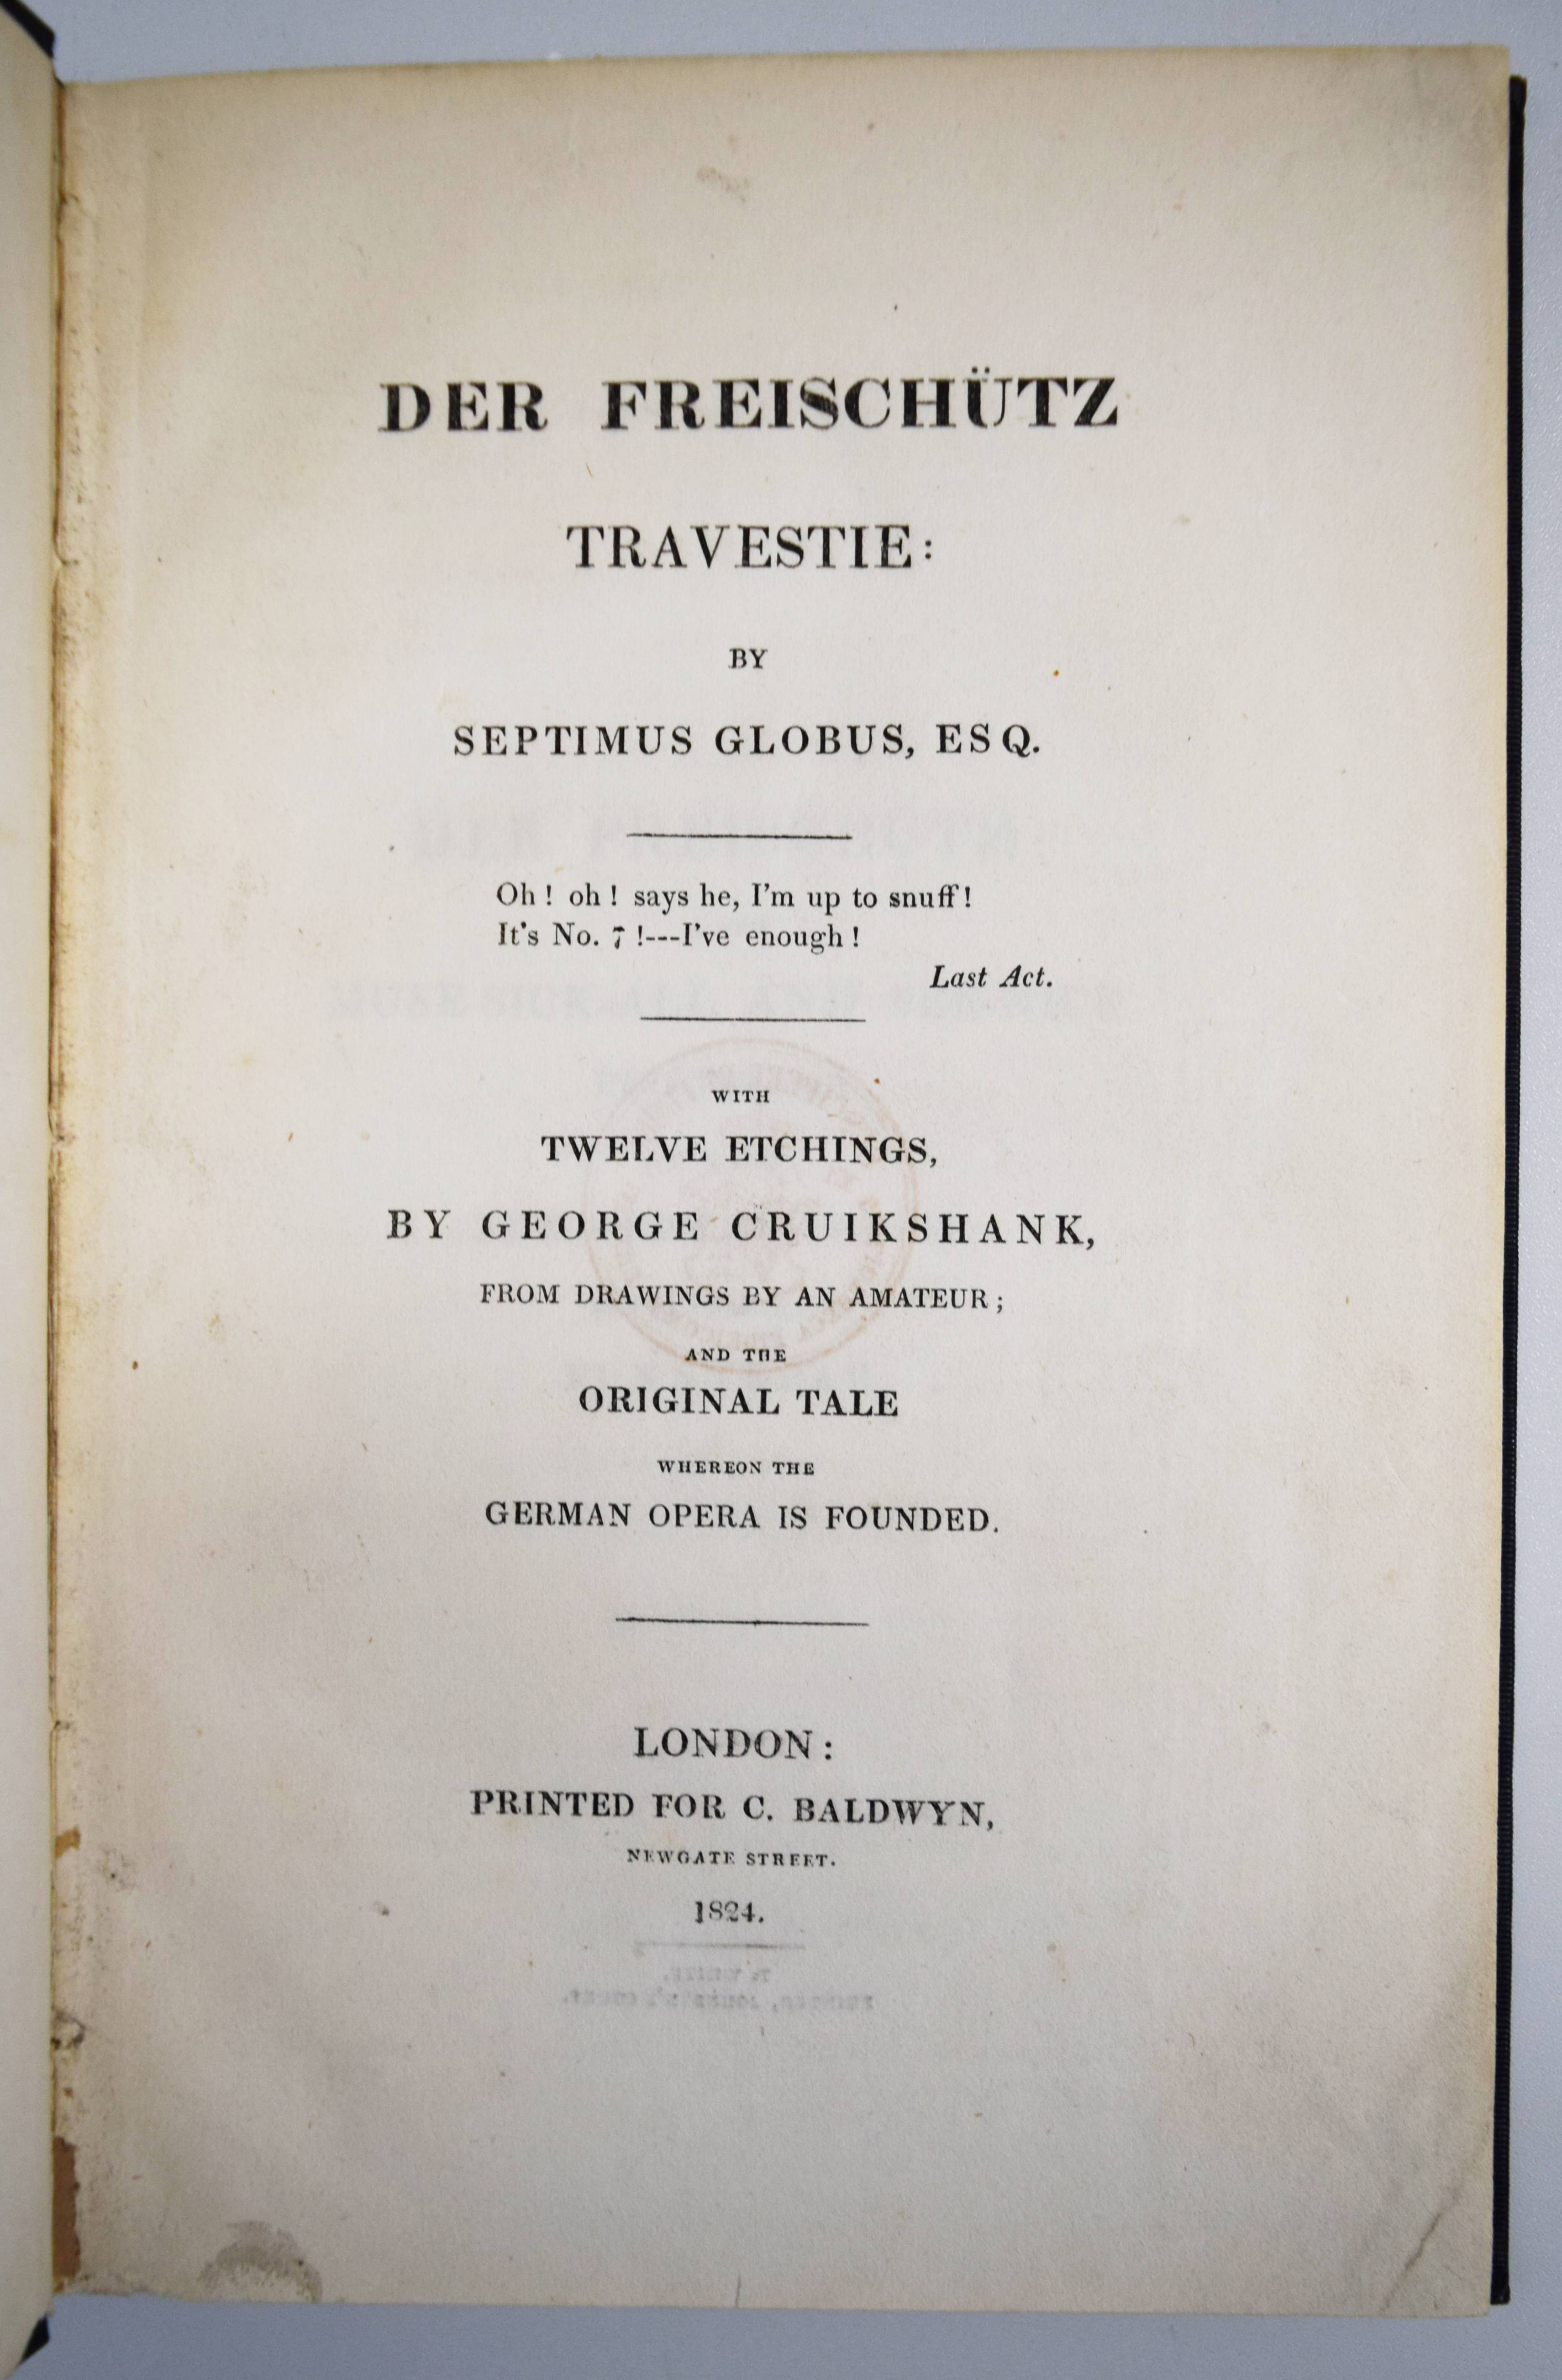 DER FREISCHÜTZ
TRAVESTIE:
BY
SEPTIMUS GLOBUS, ESQ.
Oh! oh! says he, I'm up to snuff!
It's No. 7!---I've enough!
Last Act.
WITH
TWELVE ETCHINGS,
BY GEORGE CRUIKSHANK,
FROM DRAWINGS BY AN AMATEUR;
AND THE
ORIGINAL TALE
WHEREON THE
GERMAN OPERA IS FOUNDED.
LONDON:
PRINTED FOR C. BALDWYN,
NEWGATE STREET.
1824.